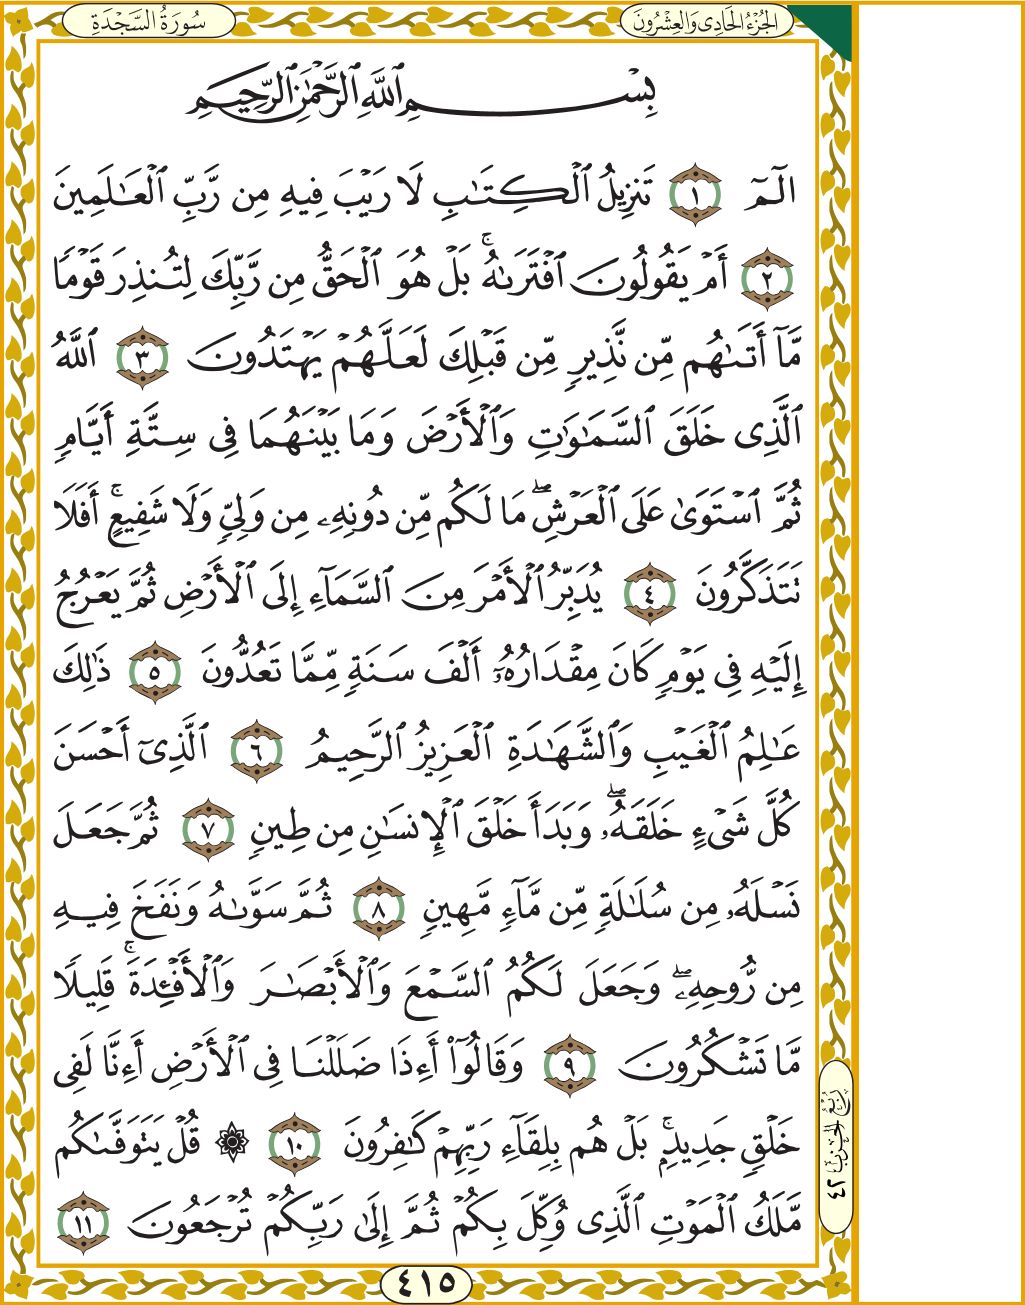 سُورَةُ السَّجْدَةِ
الجُزْءُ الحَادِي وَالعِشْرُونَ
بِسْمِ ٱللَّهِ ٱلرَّحْمَٰنِ ٱلرَّحِيمِ
الٓمٓ ١ تَنزِيلُ ٱلْكِتَٰبِ لَا رَيْبَ فِيهِ مِن رَّبِّ ٱلْعَٰلَمِينَ
٢ أَمْ يَقُولُونَ ٱفْتَرَىٰهُ ۚ بَلْ هُوَ ٱلْحَقُّ مِن رَّبِّكَ لِتُنذِرَ قَوْمًا
مَّآ أَتَىٰهُم مِّن نَّذِيرٍ مِّن قَبْلِكَ لَعَلَّهُمْ يَهْتَدُونَ ٣ ٱللَّهُ
ٱلَّذِى خَلَقَ ٱلسَّمَٰوَٰتِ وَٱلْأَرْضَ وَمَا بَيْنَهُمَا فِى سِتَّةِ أَيَّامٍ
ثُمَّ ٱسْتَوَىٰ عَلَى ٱلْعَرْشِ ۖ مَا لَكُم مِّن دُونِهِۦ مِن وَلِىٍّ وَلَا شَفِيعٍ ۚ أَفَلَا
تَتَذَكَّرُونَ ٤ يُدَبِّرُ ٱلْأَمْرَ مِنَ ٱلسَّمَآءِ إِلَى ٱلْأَرْضِ ثُمَّ يَعْرُجُ
إِلَيْهِ فِى يَوْمٍ كَانَ مِقْدَارُهُۥٓ أَلْفَ سَنَةٍ مِّمَّا تَعُدُّونَ ٥ ذَٰلِكَ
عَٰلِمُ ٱلْغَيْبِ وَٱلشَّهَٰدَةِ ٱلْعَزِيزُ ٱلرَّحِيمُ ٦ ٱلَّذِىٓ أَحْسَنَ
كُلَّ شَىْءٍ خَلَقَهُۥ ۖ وَبَدَأَ خَلْقَ ٱلْإِنسَٰنِ مِن طِينٍ ٧ ثُمَّ جَعَلَ
نَسْلَهُۥ مِن سُلَٰلَةٍ مِّن مَّآءٍ مَّهِينٍ ٨ ثُمَّ سَوَّىٰهُ وَنَفَخَ فِيهِ
مِن رُّوحِهِۦ ۖ وَجَعَلَ لَكُمُ ٱلسَّمْعَ وَٱلْأَبْصَٰرَ وَٱلْأَفْـِٔدَةَ ۚ قَلِيلًا
مَّا تَشْكُرُونَ ٩ وَقَالُوٓا۟ أَءِذَا ضَلَلْنَا فِى ٱلْأَرْضِ أَءِنَّا لَفِى
خَلْقٍ جَدِيدٍۭ ۚ بَلْ هُم بِلِقَآءِ رَبِّهِمْ كَٰفِرُونَ ١٠ ۞ قُلْ يَتَوَفَّىٰكُم
مَّلَكُ ٱلْمَوْتِ ٱلَّذِى وُكِّلَ بِكُمْ ثُمَّ إِلَىٰ رَبِّكُمْ تُرْجَعُونَ ١١
رُبْعُ الحِزْبِ ٤٢
٤١٥